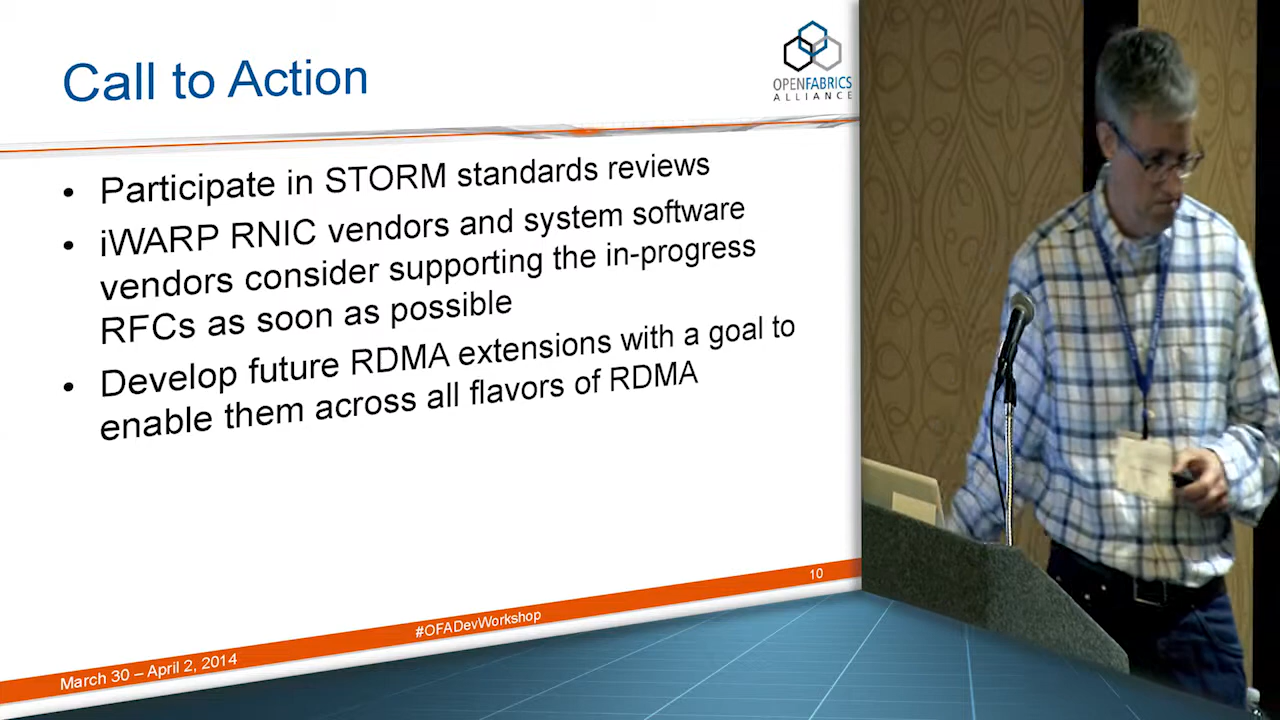 Call to Action
OPENFABRICS
ALLIANCE
• Participate in STORM standards reviews
• iWARP RNIC vendors and system software
vendors consider supporting the in-progress
RFCs as soon as possible
• Develop future RDMA extensions with a goal to
enable them across all flavors of RDMA
10
#OFADevWorkshop
March 30 – April 2, 2014